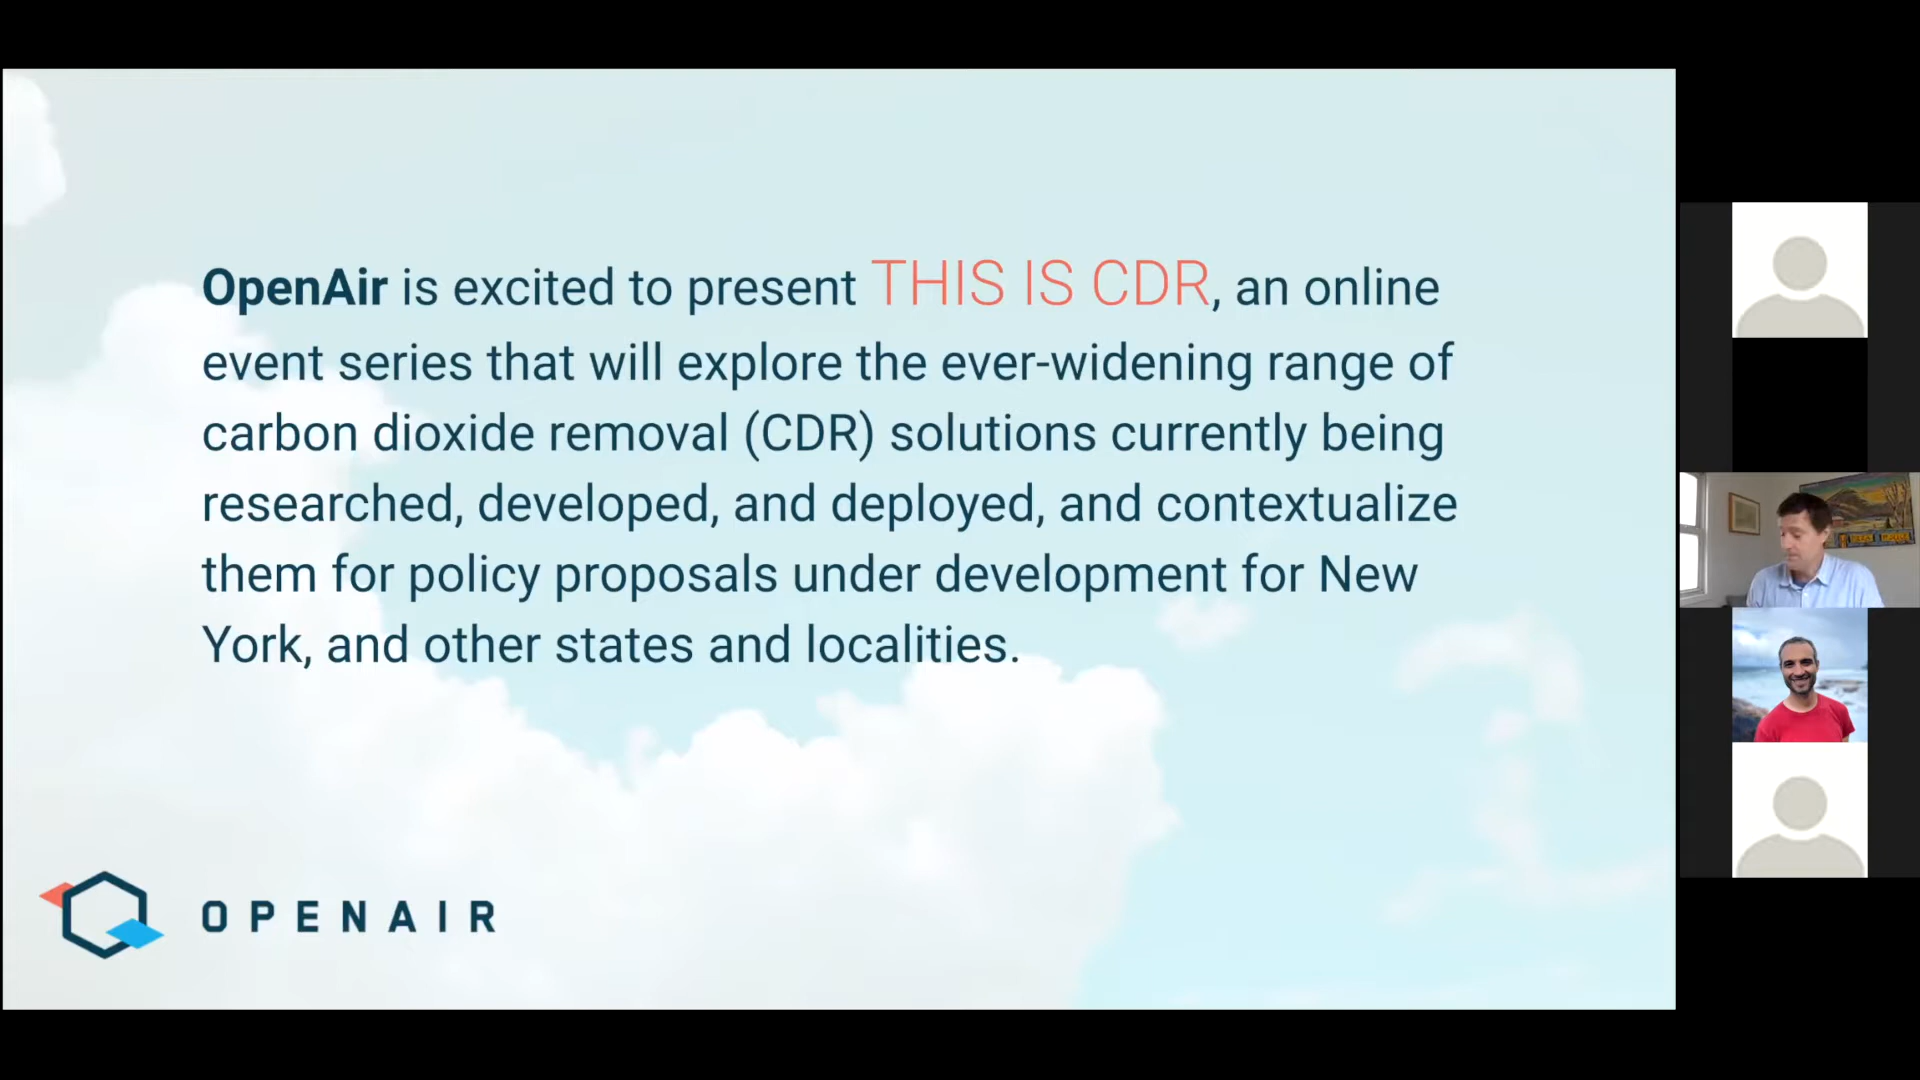 OpenAir is excited to present THIS IS CDR, an online
event series that will explore the ever-widening range of
carbon dioxide removal (CDR) solutions currently being
researched, developed, and deployed, and contextualize
them for policy proposals under development for New
York, and other states and localities.
OPENAIR